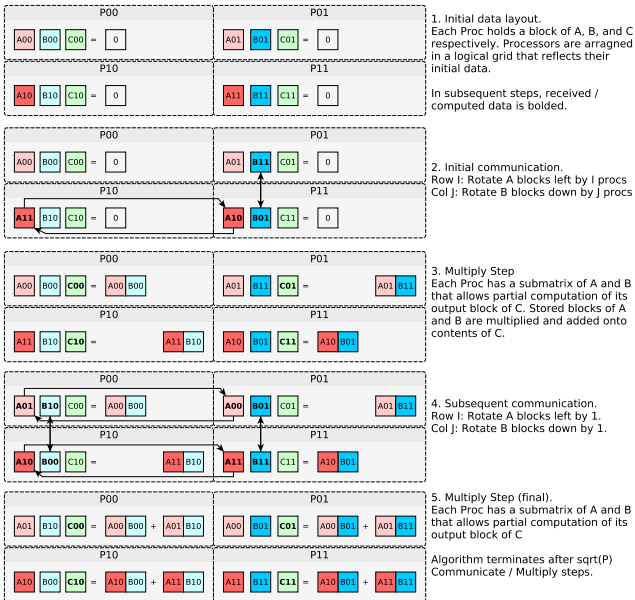 P00
P01
A00 B00 C00 = 0
A01 B11 C01 = 0
P10
P11
A10 B10 C10 = 0
A11 B11 C11 = 0
1. Initial data layout.
Each Proc holds a block of A, B, and C
respectively. Processors are arragned
in a logical grid that reflects their
initial data.
In subsequent steps, received /
computed data is bolded.
P00
P01
A00 B00 C00 = 0
A01 B11 C01 = 0
P10
P11
A11 B10 C10 = 0
A10 B01 C11 = 0
2. Initial communication.
Row I: Rotate A blocks left by I procs
Col J: Rotate B blocks down by J procs
P00
P01
A00 B00 C00 = A00 B00
A01 B11 C01 = A01 B11
P10
P11
A11 B10 C10 = A11 B10
A10 B01 C11 = A10 B01
3. Multiply Step
Each Proc has a submatrix of A and B
that allows partial computation of its
output block of C. Stored blocks of A
and B are multiplied and added onto
contents of C.
P00
P01
A01 B10 C00 = A00 B00
A00 B01 C01 = A01 B11
P10
P11
A10 B00 C10 = A11 B10
A11 B11 C11 = A10 B01
4. Subsequent communication.
Row I: Rotate A blocks left by 1.
Col J: Rotate B blocks down by 1.
P00
P01
A01 B10 C00 = A00 B00 + A01 B10
A00 B01 C01 = A00 B01 + A01 B11
P10
P11
A10 B00 C10 = A10 B00 + A11 B10
A11 B11 C11 = A10 B01 + A11 B11
5. Multiply Step (final).
Each Proc has a submatrix of A and B
that allows partial computation of its
output block of C
Algorithm terminates after sqrt(P)
Communicate / Multiply steps.